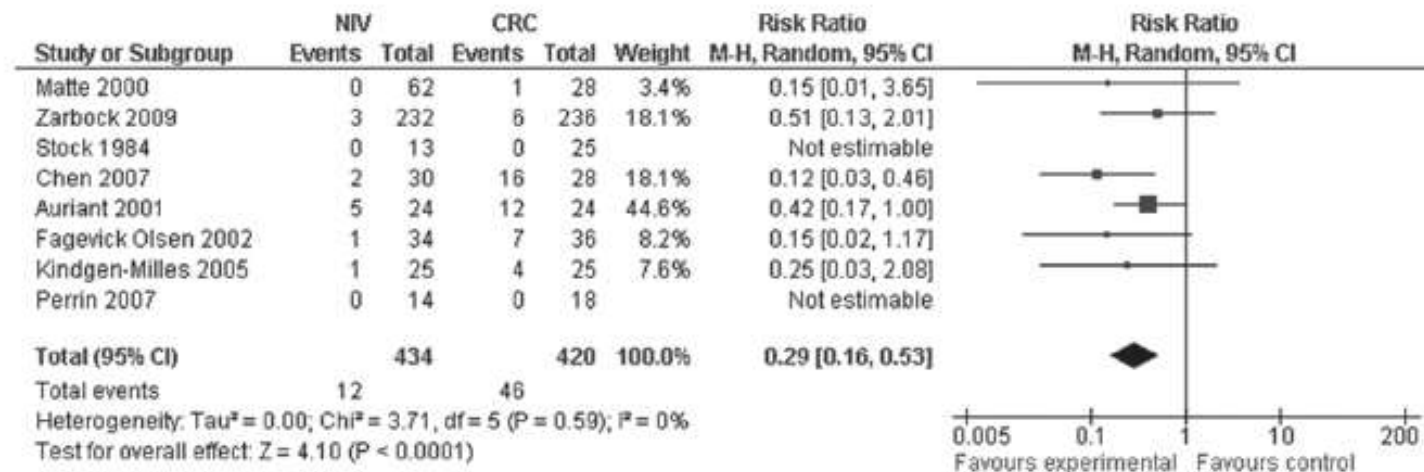 NIV CRC Risk Ratio Risk Ratio
Study or Subgroup Events Total Events Total Weight M-H, Random, 95% CI M-H, Random, 95% CI
Matte 2000 0 62 1 28 3.4% 0.15 [0.01, 3.65]
Zarbock 2009 3 232 6 236 18.1% 0.51 [0.13, 2.01]
Stock 1984 0 13 0 25 Not estimable
Chen 2007 2 30 16 28 18.1% 0.12 [0.03, 0.46]
Auriant 2001 5 24 12 24 44.6% 0.42 [0.17, 1.00]
Fagevick Olsen 2002 1 34 7 36 8.2% 0.15 [0.02, 1.17]
Kindgen-Milles 2005 1 25 4 25 7.6% 0.25 [0.03, 2.08]
Perrin 2007 0 14 0 18 Not estimable
Total (95% CI) 434 420 100.0% 0.29 [0.16, 0.53]
Total events 12 46
Heterogeneity: Tau² = 0.00; Chi² = 3.71, df = 5 (P = 0.59); I² = 0%
Test for overall effect: Z = 4.10 (P < 0.0001)
0.005 0.1 1 10 200
Favours experimental Favours control